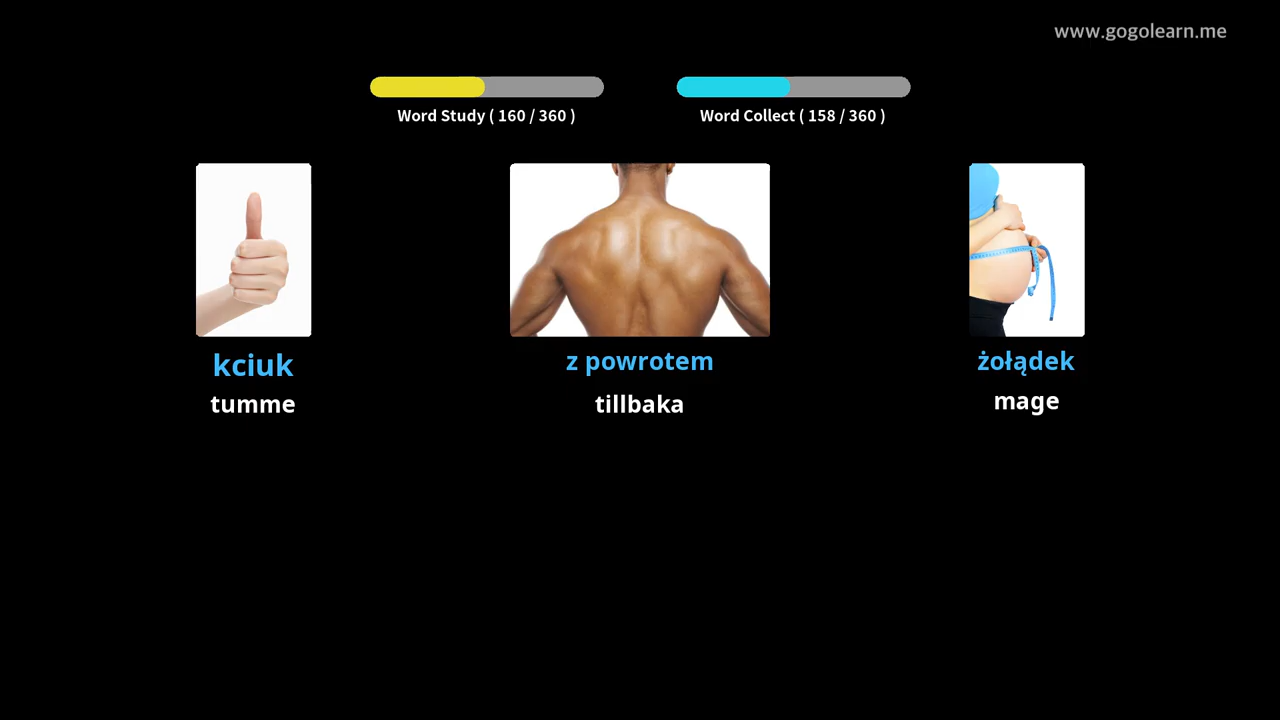 www.gogolearn.me
Word Study ( 160 / 360 )
Word Collect ( 158 / 360 )
kciuk
tumme
z powrotem
tillbaka
żołądek
mage